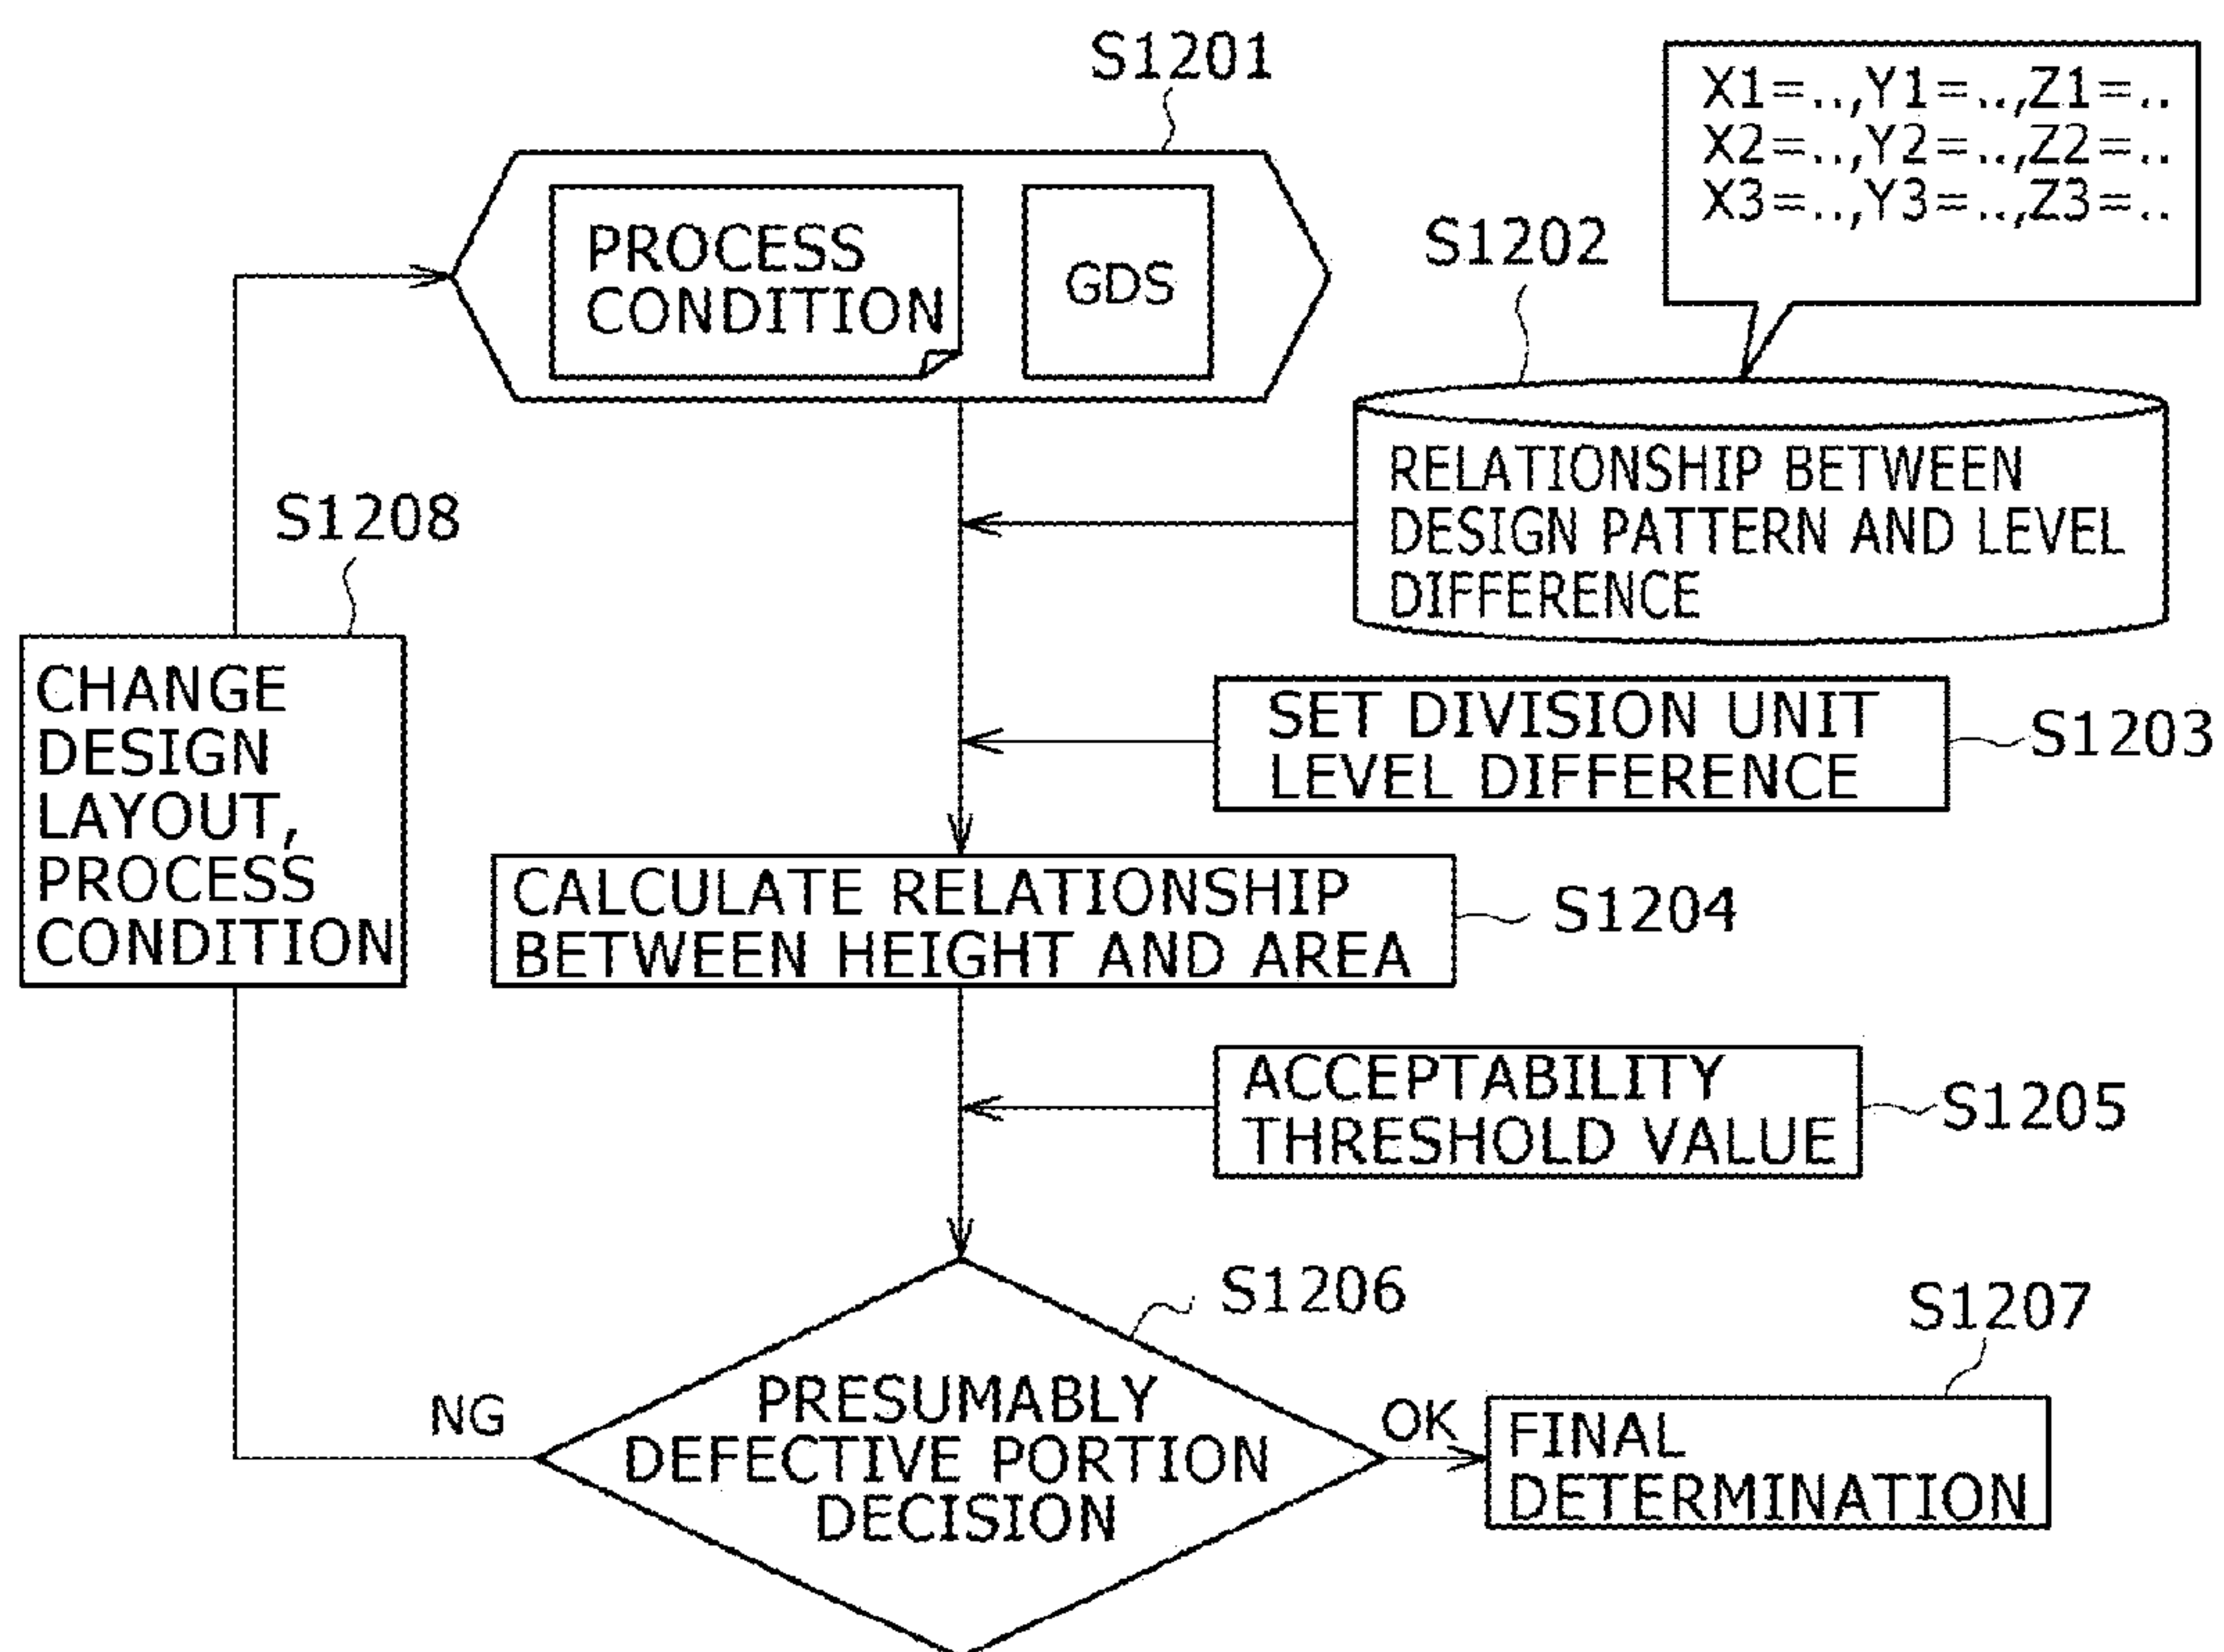 S1201
X1=..,Y1=..,Z1=..
X2=..,Y2=..,Z2=..
X3=..,Y3=..,Z3=..
PROCESS
CONDITION
GDS
S1202
RELATIONSHIP BETWEEN
DESIGN PATTERN AND LEVEL
DIFFERENCE
S1208
CHANGE
DESIGN
LAYOUT,
PROCESS
CONDITION
SET DIVISION UNIT
LEVEL DIFFERENCE
S1203
CALCULATE RELATIONSHIP
BETWEEN HEIGHT AND AREA
S1204
ACCEPTABILITY
THRESHOLD VALUE
S1205
S1206
PRESUMABLY
DEFECTIVE PORTION
DECISION
NG
OK
S1207
FINAL
DETERMINATION